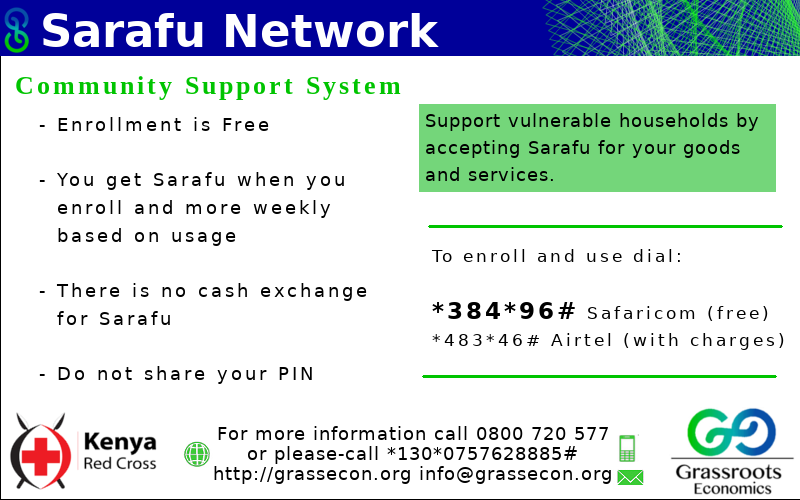 Sarafu Network
Community Support System
- Enrollment is Free
- You get Sarafu when you
enroll and more weekly
based on usage
- There is no cash exchange
for Sarafu
- Do not share your PIN
Support vulnerable households by
accepting Sarafu for your goods
and services.
To enroll and use dial:
*384*96# Safaricom (free)
*483*46# Airtel (with charges)
Kenya
Red Cross
For more information call 0800 720 577
or please-call *130*0757628885#
http://grassecon.org info@grassecon.org
Grassroots
Economics